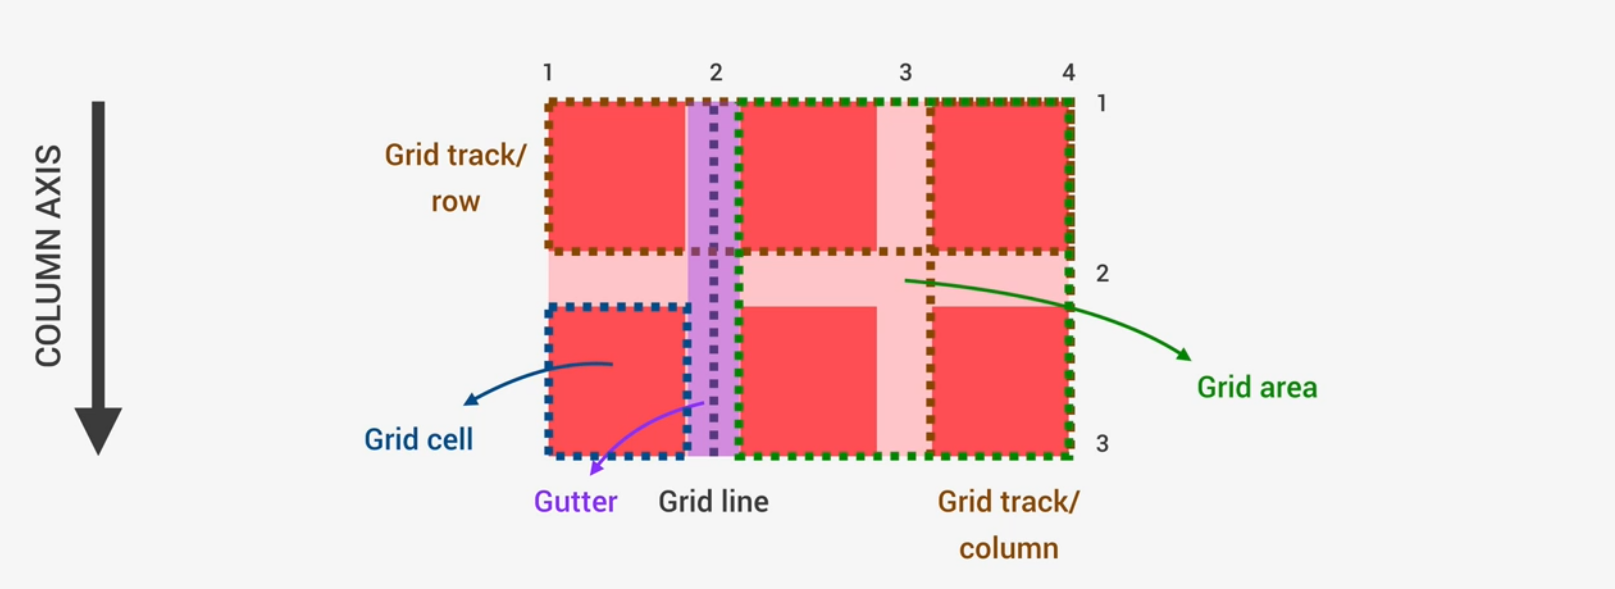 1 2 3 4
1
Grid track/
row
COLUMN AXIS
2
Grid area
Grid cell
3
Gutter
Grid line
Grid track/
column